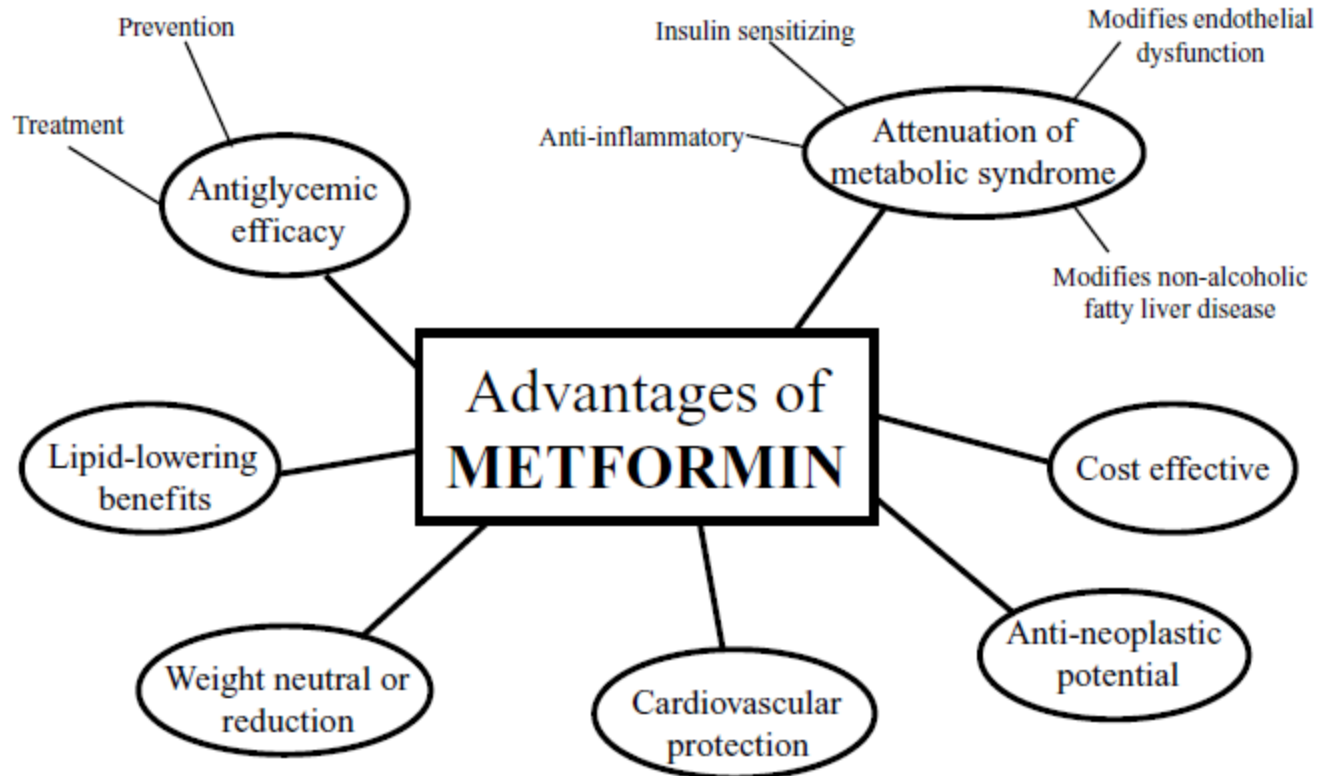 Prevention
Treatment
Antiglycemic
efficacy
Insulin sensitizing
Anti-inflammatory
Modifies endothelial
dysfunction
Attenuation of
metabolic syndrome
Modifies non-alcoholic
fatty liver disease
Advantages of
METFORMIN
Lipid-lowering
benefits
Cost effective
Weight neutral or
reduction
Cardiovascular
protection
Anti-neoplastic
potential